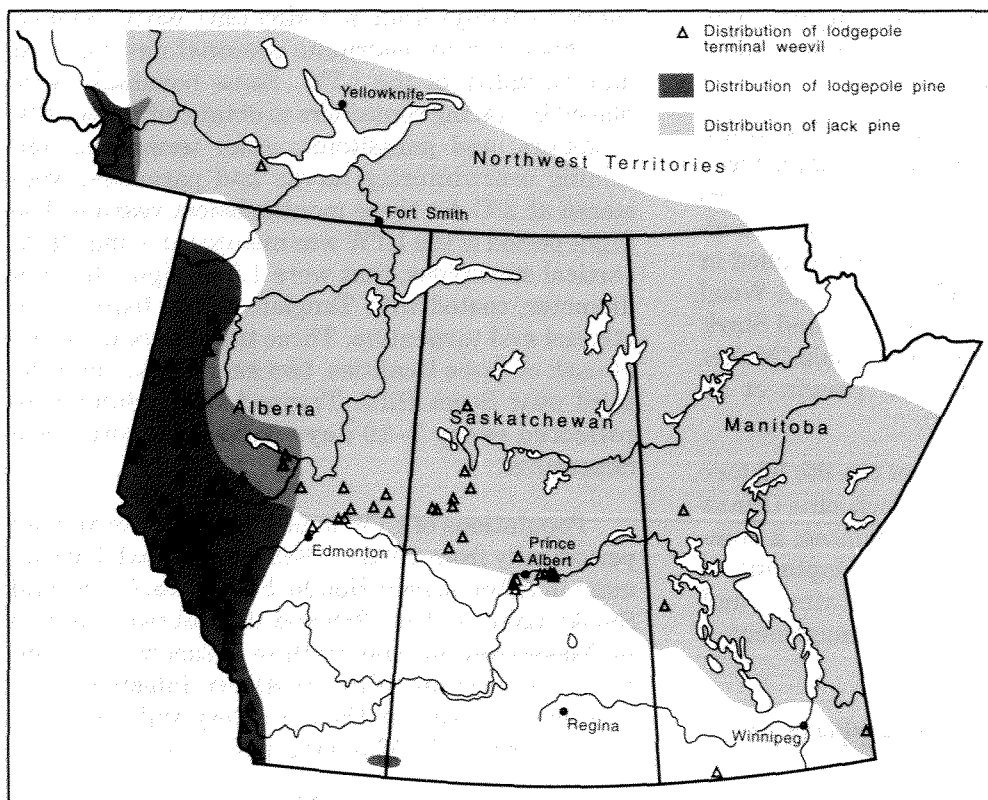 Distribution of lodgepole
terminal weevil
Distribution of lodgepole pine
Distribution of jack pine
Yellowknife
Northwest Territories
Fort Smith
Alberta
Saskatchewan
Manitoba
Edmonton
Prince
Albert
Regina
Winnipeg